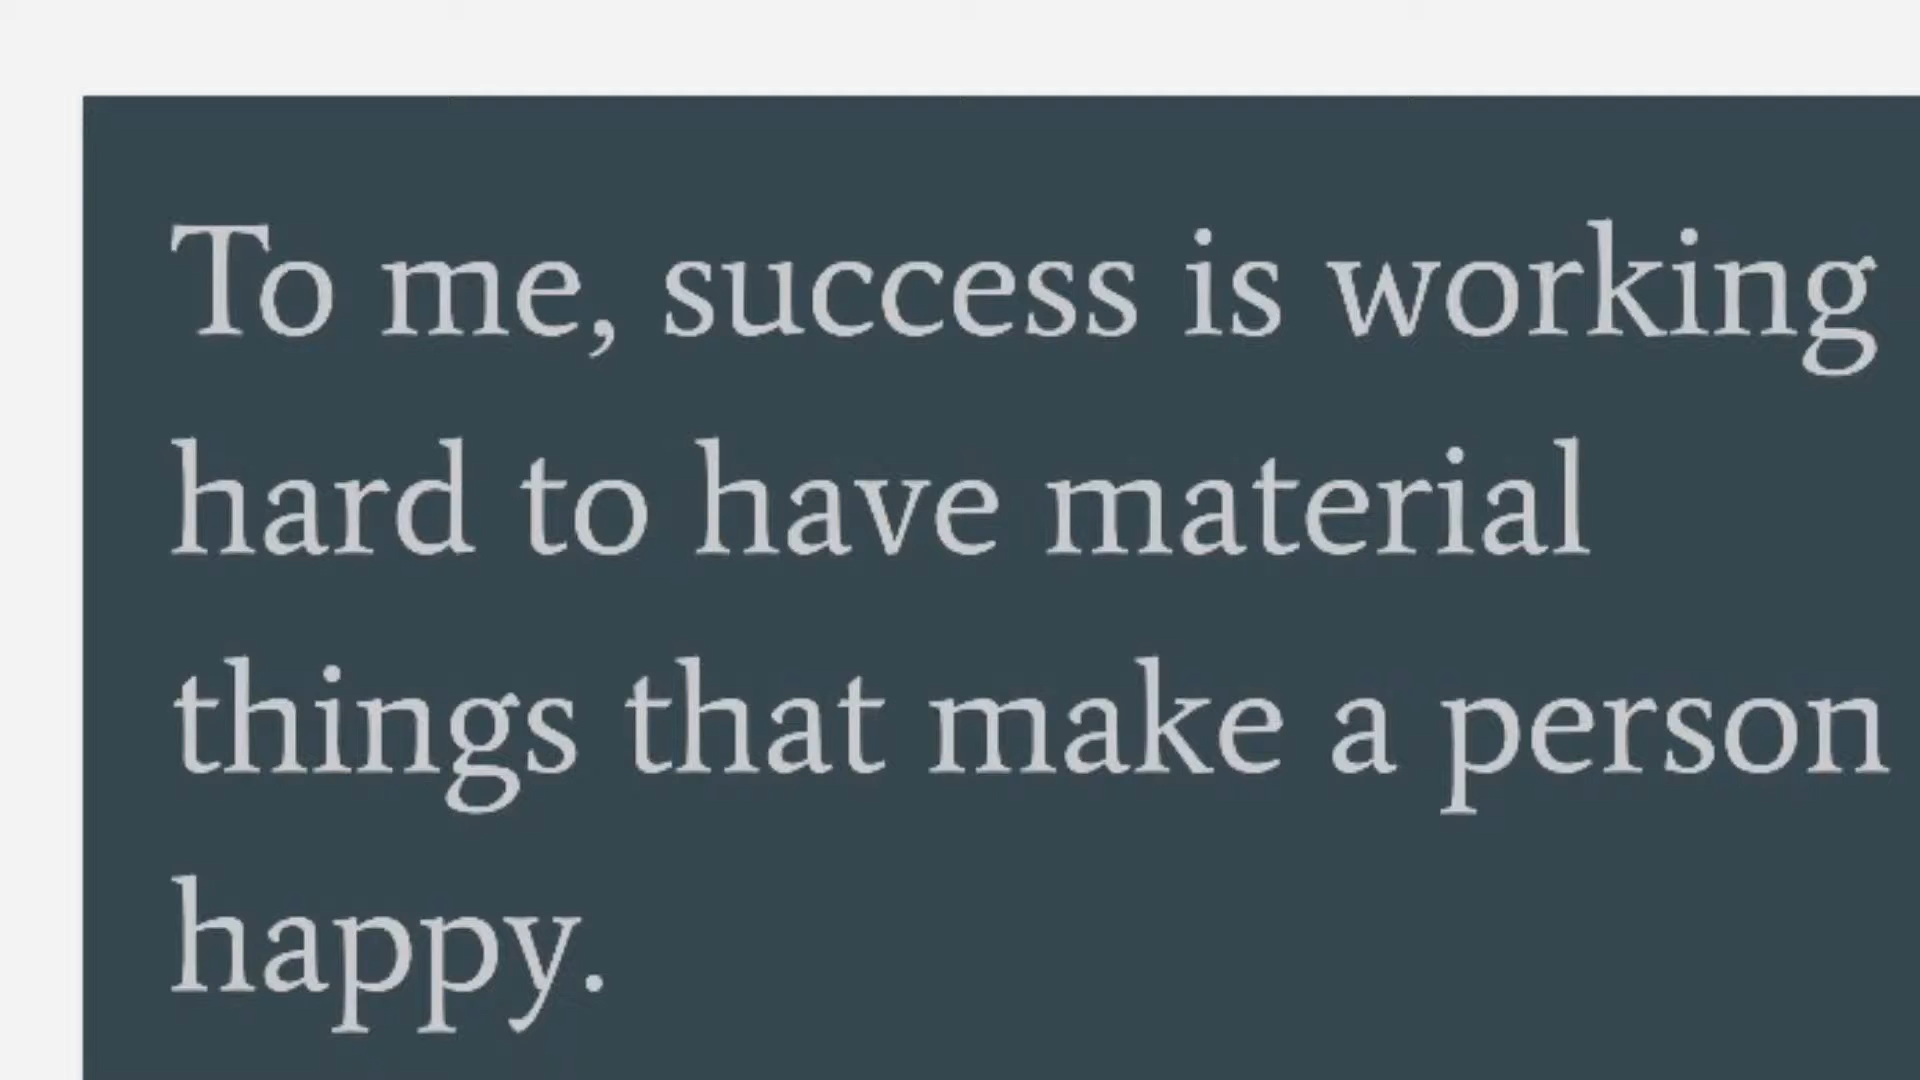 To me, success is working
hard to have material
things that make a person
happy.